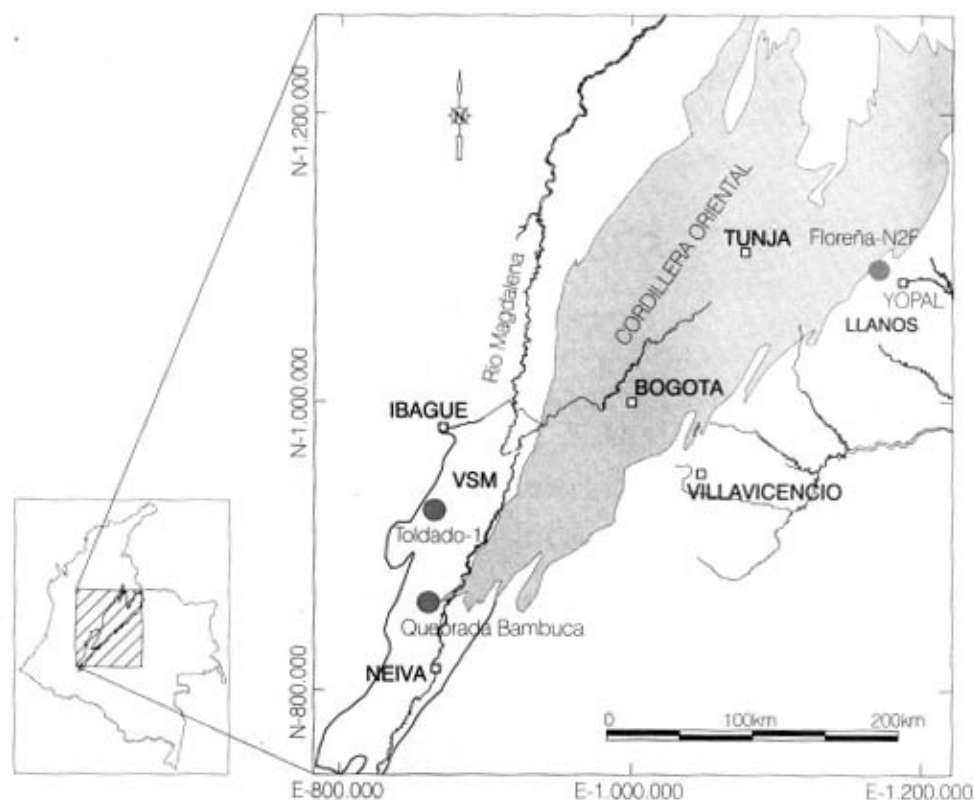 N-1.200.000
N
CORDILLERA ORIENTAL
TUNJA
Floreña-N2F
Rio Magdalena
YOPAL
LLANOS
N-1.000.000
IBAGUE
BOGOTA
VSM
VILLAVICENCIO
Toldado-1
Quebrada Bambuca
NEIVA
N-800.000
0
100km
200km
E-800.000
E-1.000.000
E-1.200.000